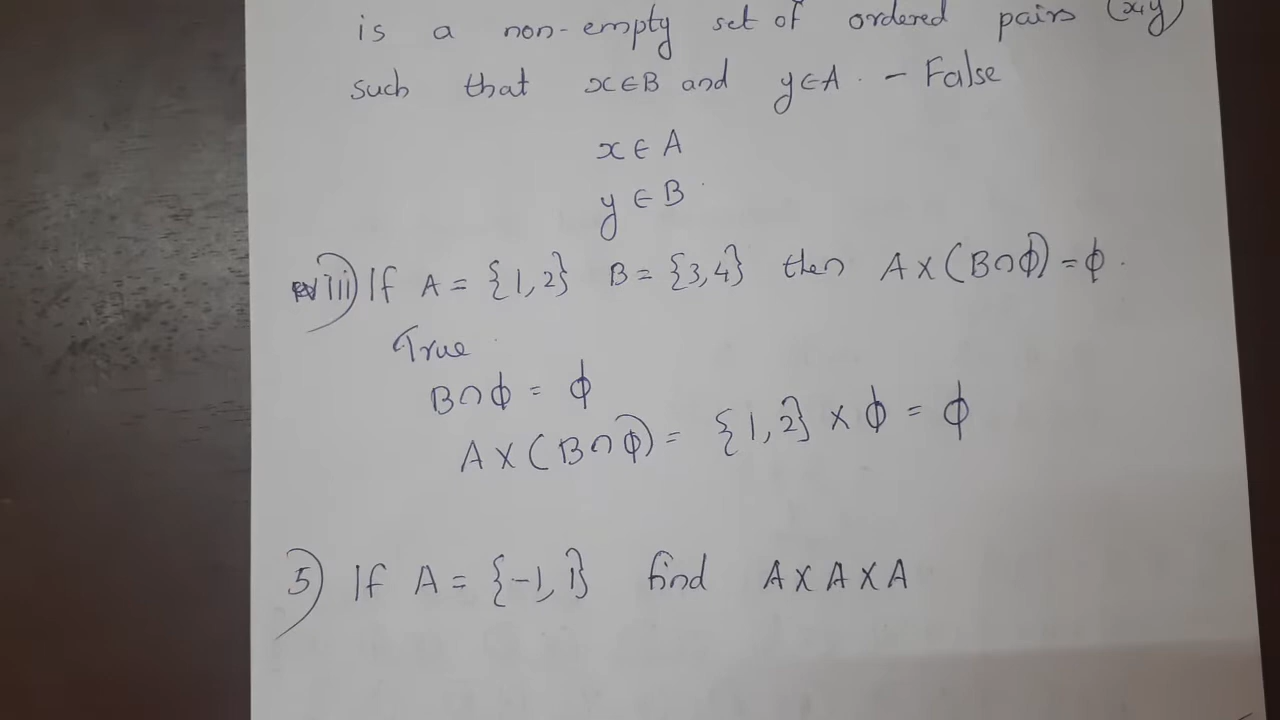 is a non-empty set of ordered pairs (x,y)
such that x∈B and y∈A. - False
x ∈ A
y ∈ B
iii) If A = {1,2} B = {3,4} then A×(B∩ϕ) = ϕ.
True
B∩ϕ = ϕ
A×(B∩ϕ) = {1,2} × ϕ = ϕ
5) If A = {-1,1} find A×A×A